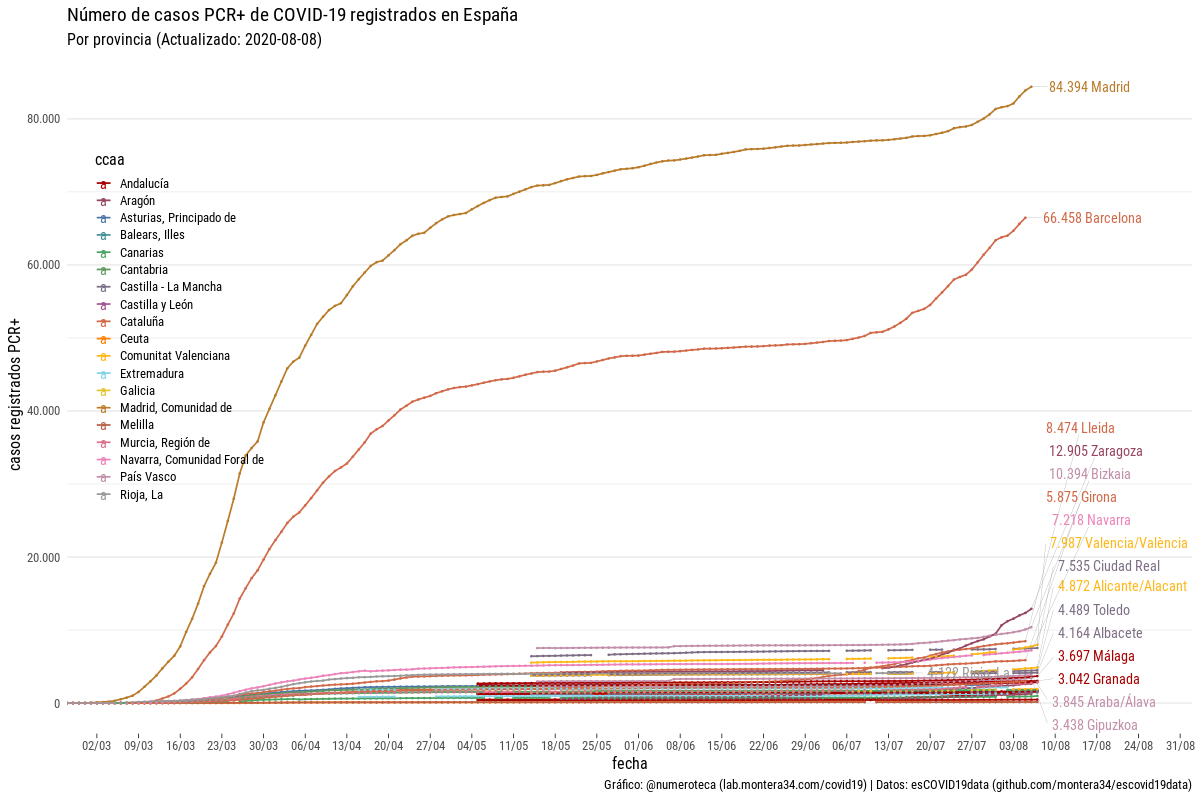 Número de casos PCR+ de COVID-19 registrados en España
Por provincia (Actualizado: 2020-08-08)
casos registrados PCR+
80.000
60.000
40.000
20.000
0
ccaa
Andalucía
Aragón
Asturias, Principado de
Balears, Illes
Canarias
Cantabria
Castilla - La Mancha
Castilla y León
Cataluña
Ceuta
Comunitat Valenciana
Extremadura
Galicia
Madrid, Comunidad de
Melilla
Murcia, Región de
Navarra, Comunidad Foral de
País Vasco
Rioja, La
84.394 Madrid
66.458 Barcelona
8.474 Lleida
12.905 Zaragoza
10.394 Bizkaia
5.875 Girona
7.218 Navarra
7.987 Valencia/València
7.535 Ciudad Real
4.872 Alicante/Alacant
4.489 Toledo
4.164 Albacete
3.697 Málaga
3.042 Granada
3.845 Araba/Álava
3.438 Gipuzkoa
02/03 09/03 16/03 23/03 30/03 06/04 13/04 20/04 27/04 04/05 11/05 18/05 25/05 01/06 08/06 15/06 22/06 29/06 06/07 13/07 20/07 27/07 03/08 10/08 17/08 24/08 31/08
fecha
Gráfico: @numeroteca (lab.montera34.com/covid19) | Datos: esCOVID19data (github.com/montera34/escovid19data)